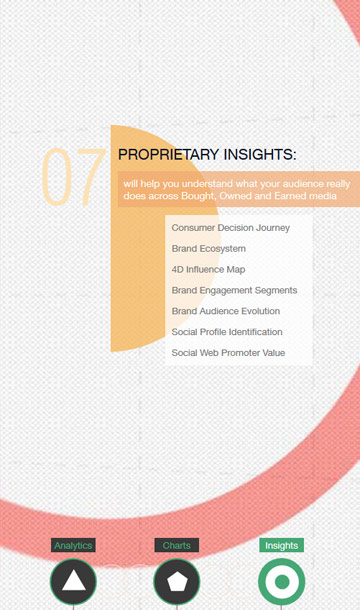 07
PROPRIETARY INSIGHTS:
will help you understand what your audience really
does across Bought, Owned and Earned media
Consumer Decision Journey
Brand Ecosystem
4D Influence Map
Brand Engagement Segments
Brand Audience Evolution
Social Profile Identification
Social Web Promoter Value
Analytics
Charts
Insights